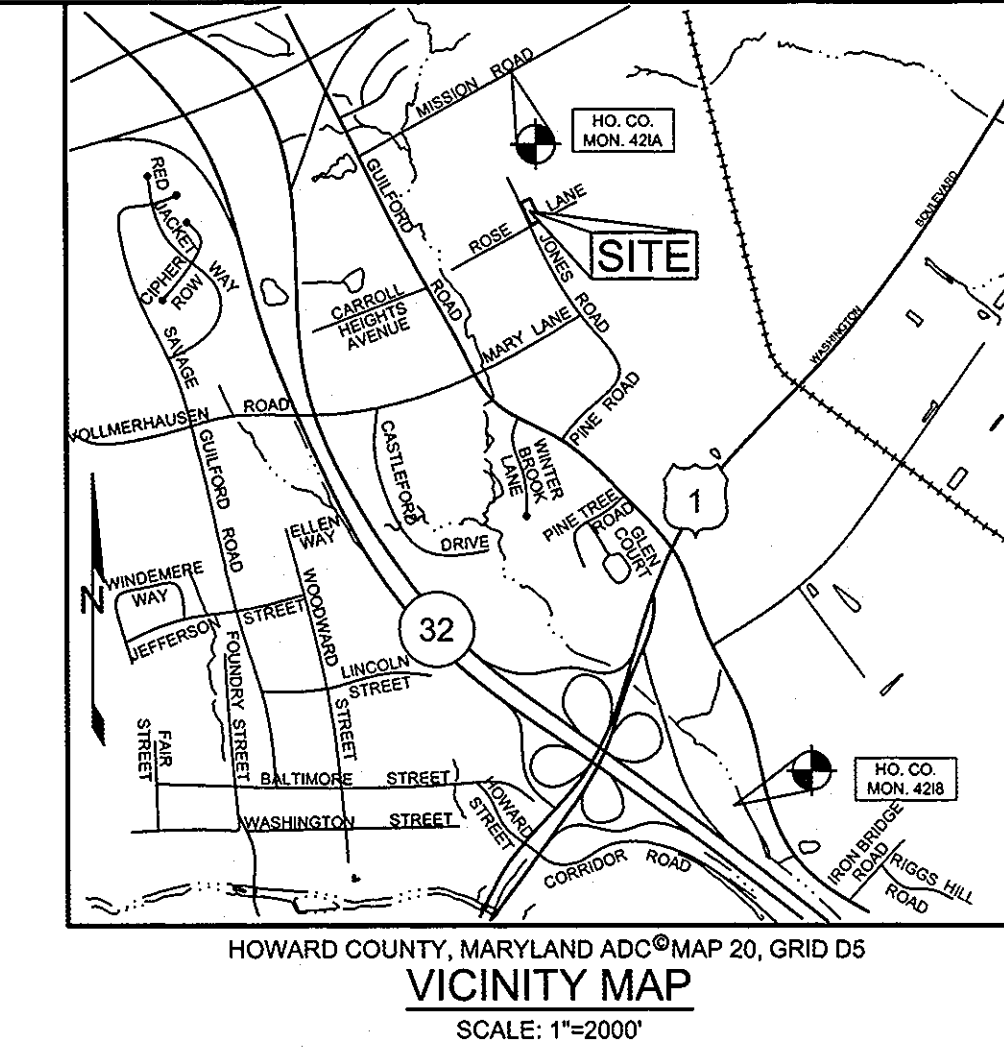 MISSION ROAD
HO. CO.
MON. 421A
RED JACKET WAY
GUILFORD ROAD
ROSE LANE
SITE
JONES ROAD
BOULEVARD
WASHINGTON
CIPHER ROW
CARROLL
HEIGHTS
AVENUE
MARY LANE
SAVAGE
GUILFORD ROAD
VOLLMERHAUSEN ROAD
PINE ROAD
CASTLEFORD
DRIVE
WINTER
BROOK
LANE
1
PINE TREE
ROAD
GLEN
COURT
ELLEN
WAY
WINDEMERE
WAY
N
WOODWARD STREET
JEFFERSON STREET
32
FOUNDRY STREET
LINCOLN
STREET
FAIR
STREET
BALTIMORE STREET
HOWARD
STREET
HO. CO.
MON. 4218
WASHINGTON STREET
CORRIDOR ROAD
IRON BRIDGE
ROAD
RIGGS HILL
ROAD
HOWARD COUNTY, MARYLAND ADC©MAP 20, GRID D5
VICINITY MAP
SCALE: 1"=2000'